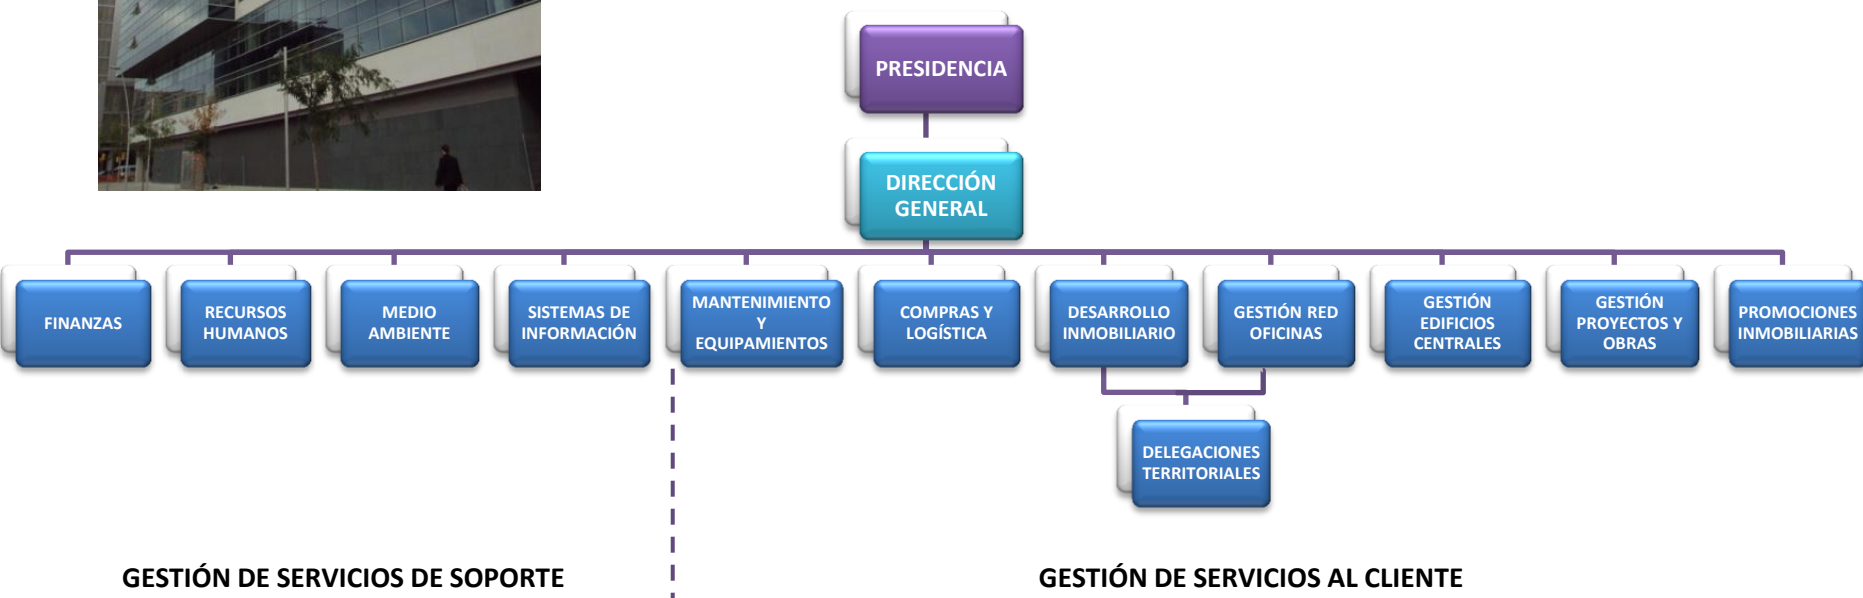 PRESIDENCIA
DIRECCIÓN
GENERAL
FINANZAS
RECURSOS
HUMANOS
MEDIO
AMBIENTE
SISTEMAS DE
INFORMACIÓN
MANTENIMIENTO
Y
EQUIPAMIENTOS
COMPRAS Y
LOGÍSTICA
DESARROLLO
INMOBILIARIO
GESTIÓN RED
OFICINAS
GESTIÓN
EDIFICIOS
CENTRALES
GESTIÓN
PROYECTOS Y
OBRAS
PROMOCIONES
INMOBILIARIAS
DELEGACIONES
TERRITORIALES
GESTIÓN DE SERVICIOS DE SOPORTE
GESTIÓN DE SERVICIOS AL CLIENTE